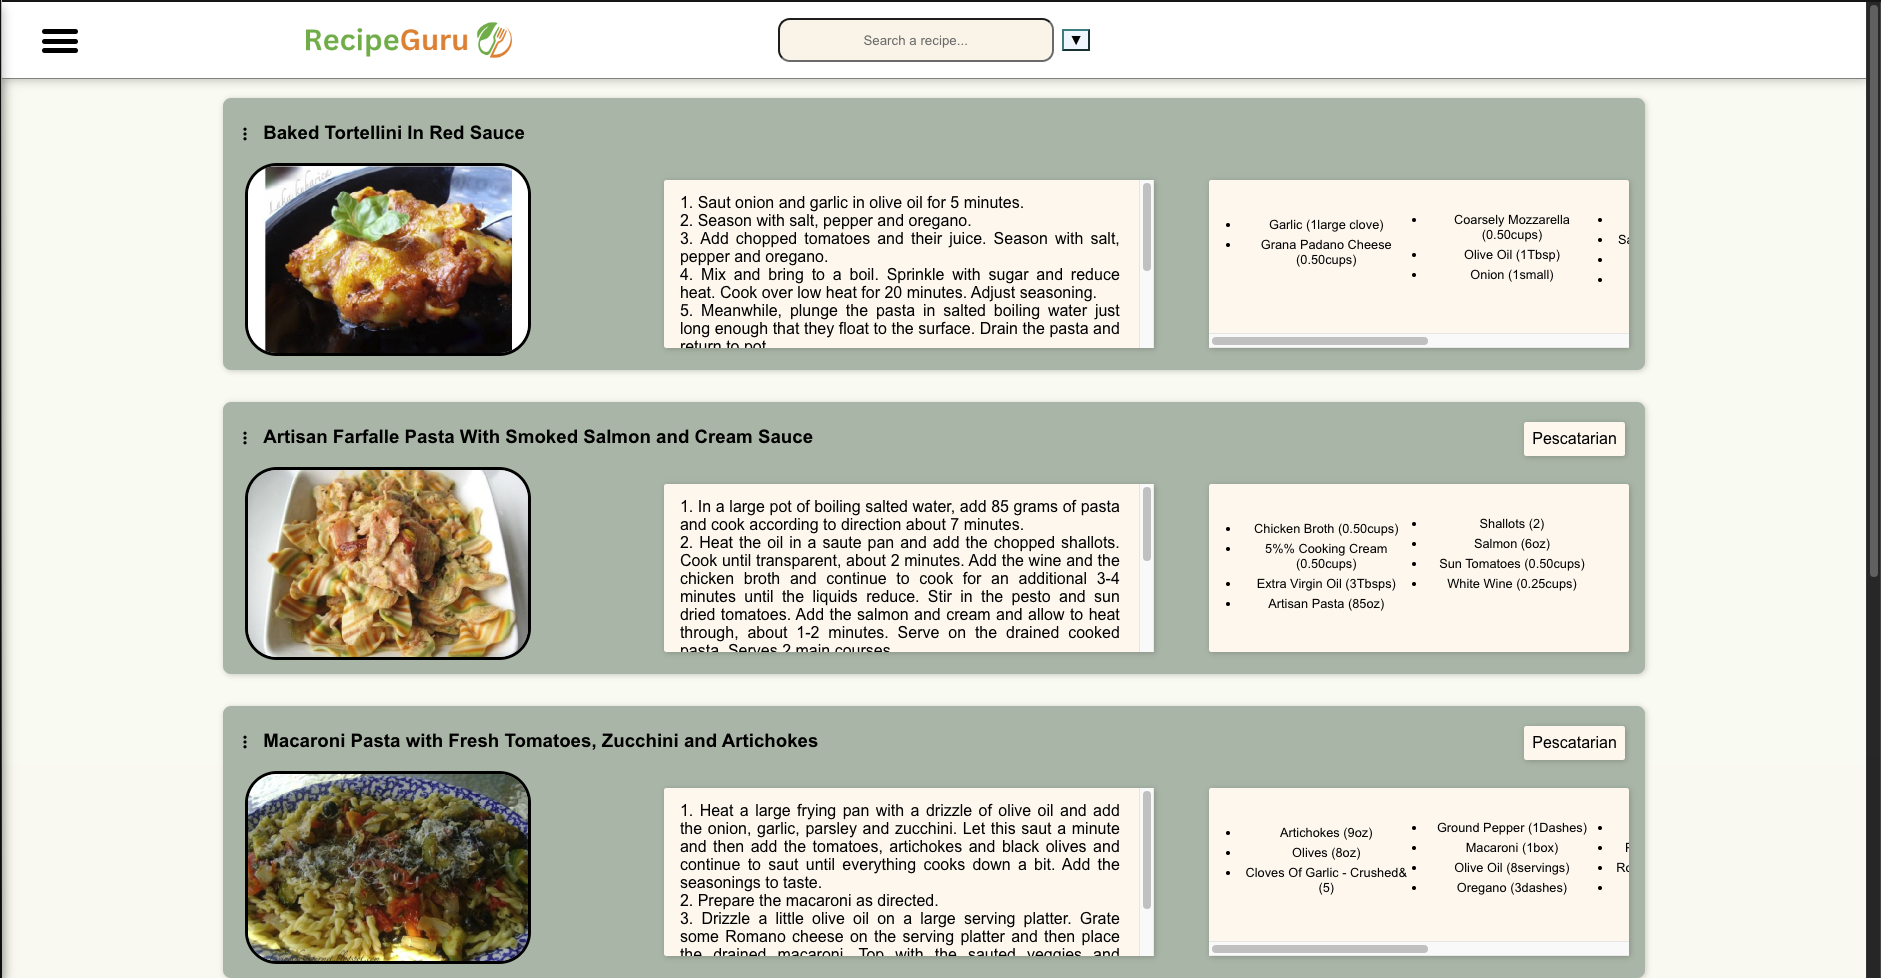 RecipeGuru
Search a recipe...
▼
Baked Tortellini In Red Sauce
1. Saut onion and garlic in olive oil for 5 minutes.
2. Season with salt, pepper and oregano.
3. Add chopped tomatoes and their juice. Season with salt,
pepper and oregano.
4. Mix and bring to a boil. Sprinkle with sugar and reduce
heat. Cook over low heat for 20 minutes. Adjust seasoning.
5. Meanwhile, plunge the pasta in salted boiling water just
long enough that they float to the surface. Drain the pasta and
return to pot.
Garlic (1large clove)
Grana Padano Cheese
(0.50cups)
Coarsely Mozzarella
(0.50cups)
Olive Oil (1Tbsp)
Onion (1small)
Sa
Artisan Farfalle Pasta With Smoked Salmon and Cream Sauce
Pescatarian
1. In a large pot of boiling salted water, add 85 grams of pasta
and cook according to direction about 7 minutes.
2. Heat the oil in a saute pan and add the chopped shallots.
Cook until transparent, about 2 minutes. Add the wine and the
chicken broth and continue to cook for an additional 3-4
minutes until the liquids reduce. Stir in the pesto and sun
dried tomatoes. Add the salmon and cream and allow to heat
through, about 1-2 minutes. Serve on the drained cooked
pasta. Serves 2 main courses
Chicken Broth (0.50cups)
5%% Cooking Cream
(0.50cups)
Extra Virgin Oil (3Tbsps)
Artisan Pasta (85oz)
Shallots (2)
Salmon (6oz)
Sun Tomatoes (0.50cups)
White Wine (0.25cups)
Macaroni Pasta with Fresh Tomatoes, Zucchini and Artichokes
Pescatarian
1. Heat a large frying pan with a drizzle of olive oil and add
the onion, garlic, parsley and zucchini. Let this saut a minute
and then add the tomatoes, artichokes and black olives and
continue to saut until everything cooks down a bit. Add the
seasonings to taste.
2. Prepare the macaroni as directed.
3. Drizzle a little olive oil on a large serving platter. Grate
some Romano cheese on the serving platter and then place
the drained macaroni. Top with the sauted veggies and
Artichokes (9oz)
Olives (8oz)
Cloves Of Garlic - Crushed&
(5)
Ground Pepper (1Dashes)
Macaroni (1box)
Olive Oil (8servings)
Oregano (3dashes)
Ro